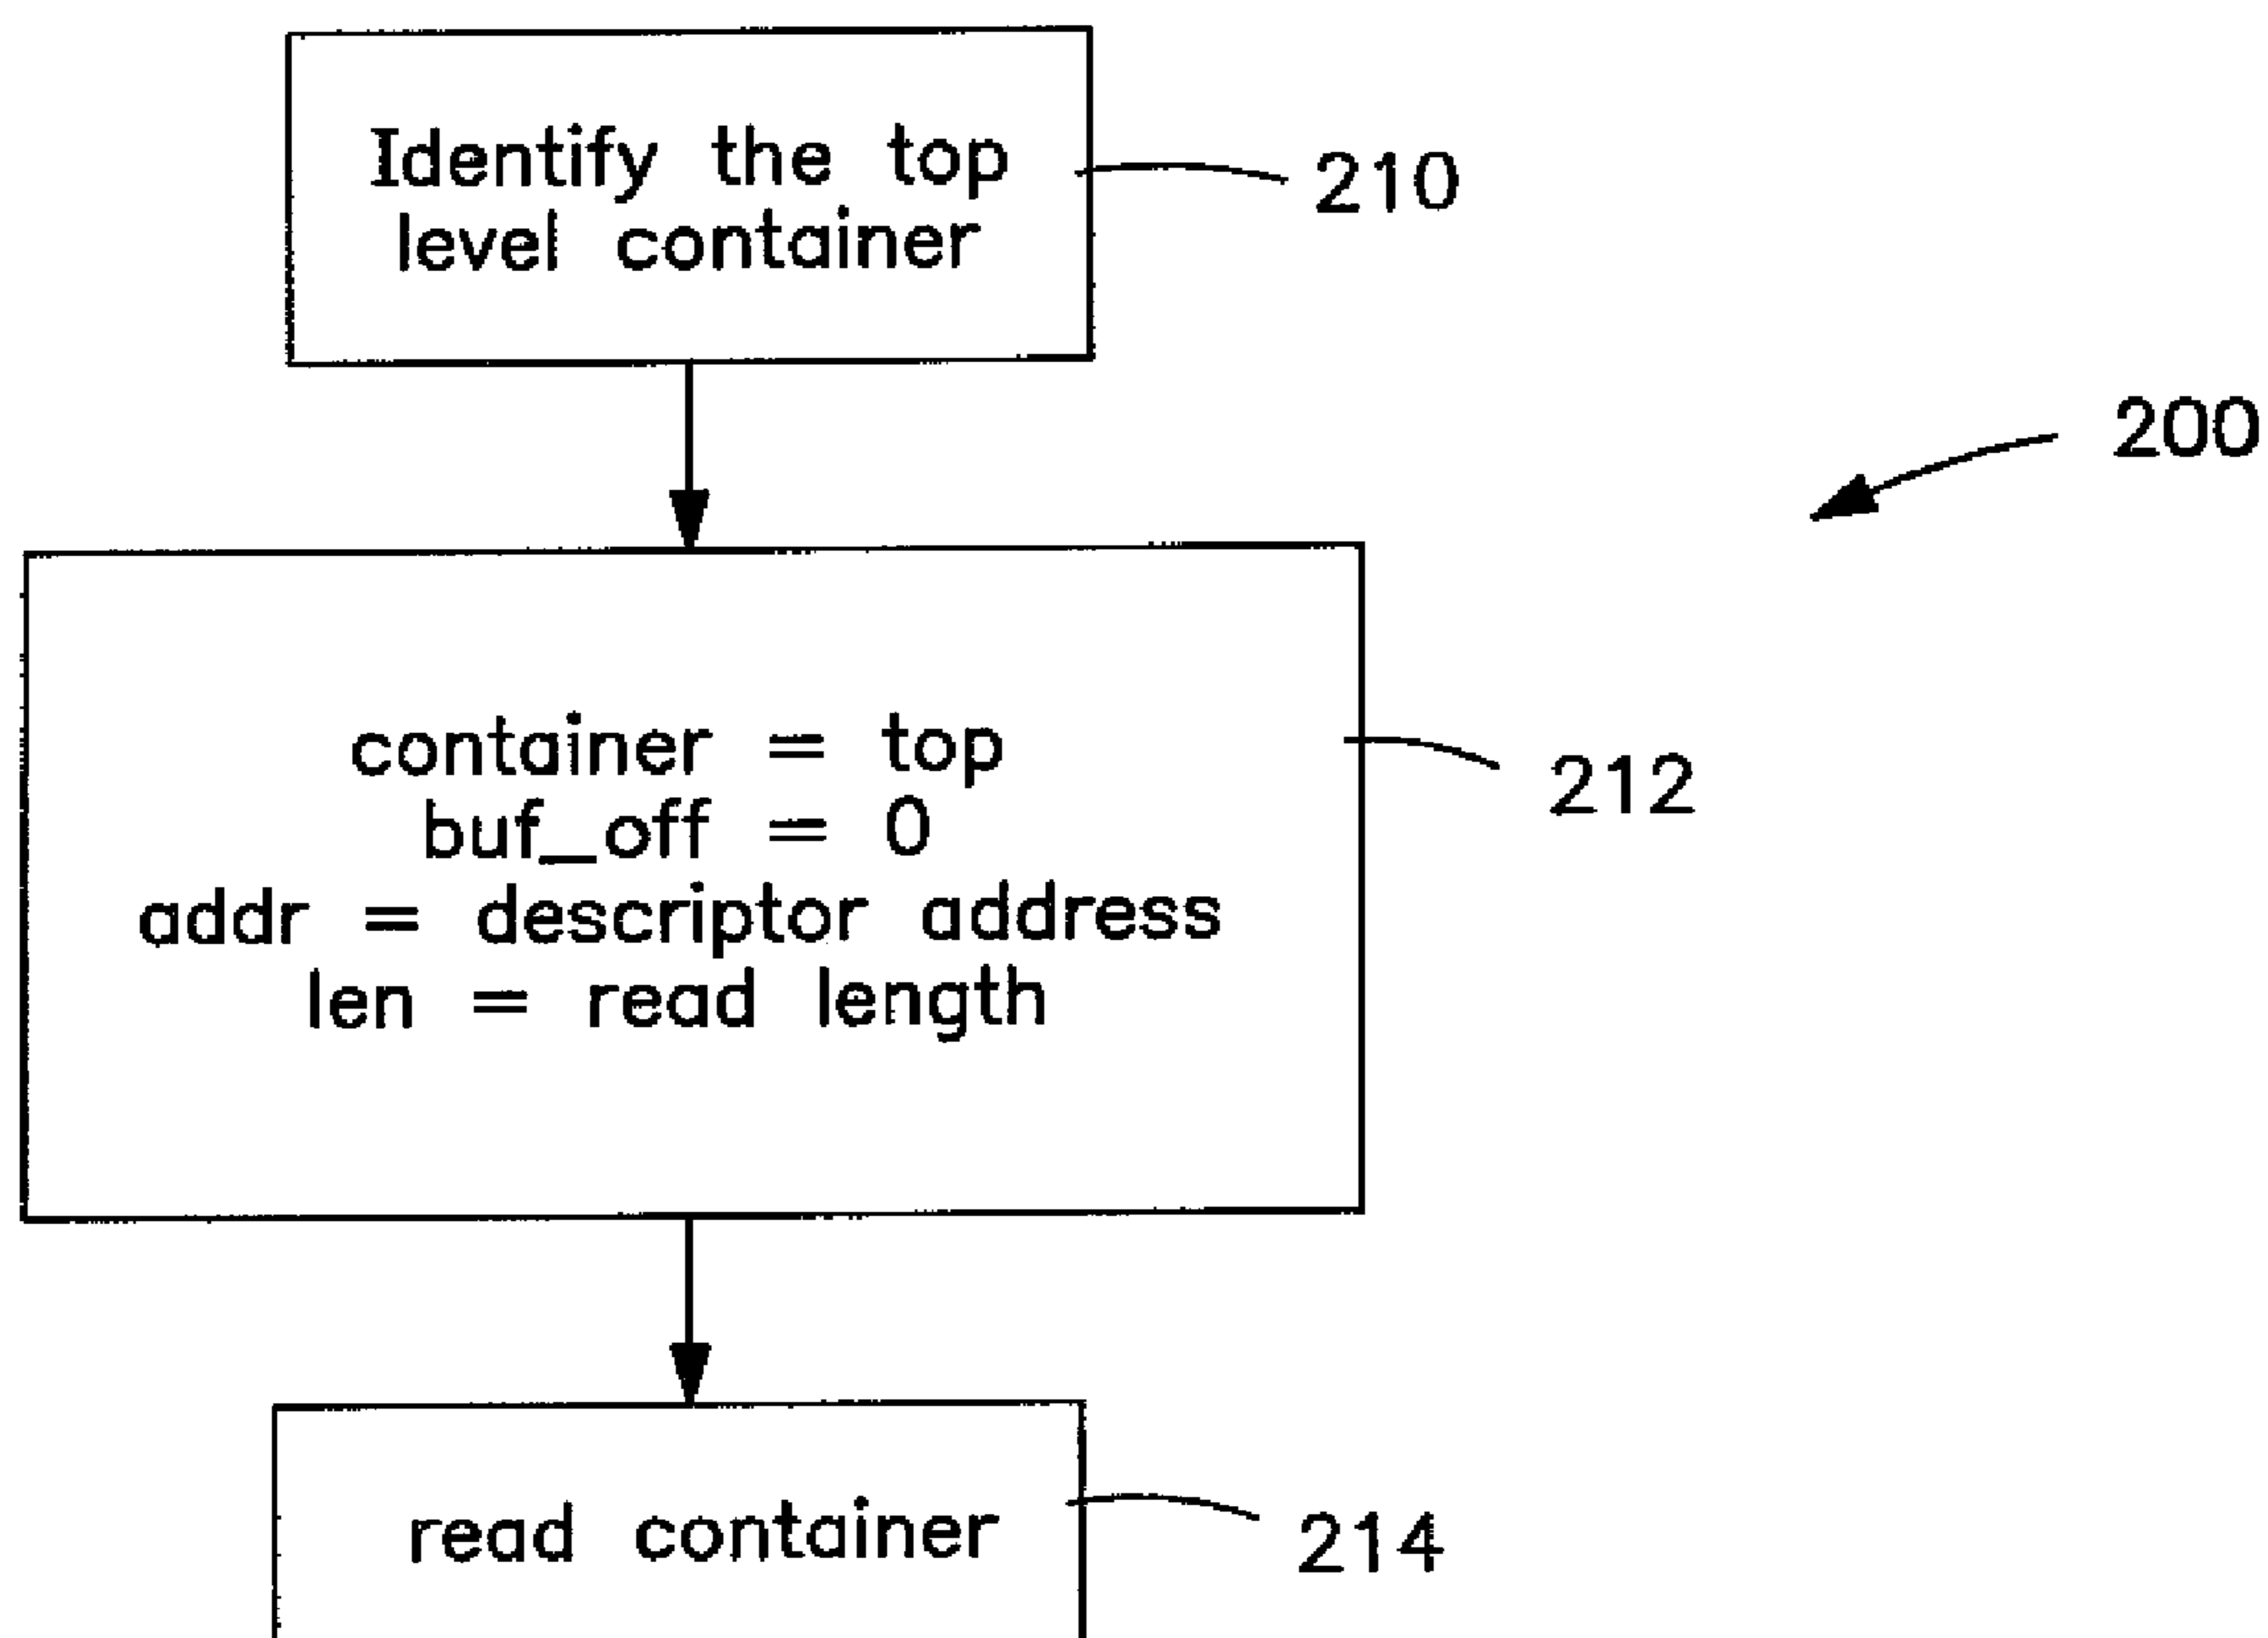 Identify the top
level container
210
200
container = top
buf_off = 0
addr = descriptor address
len = read length
212
read container
214